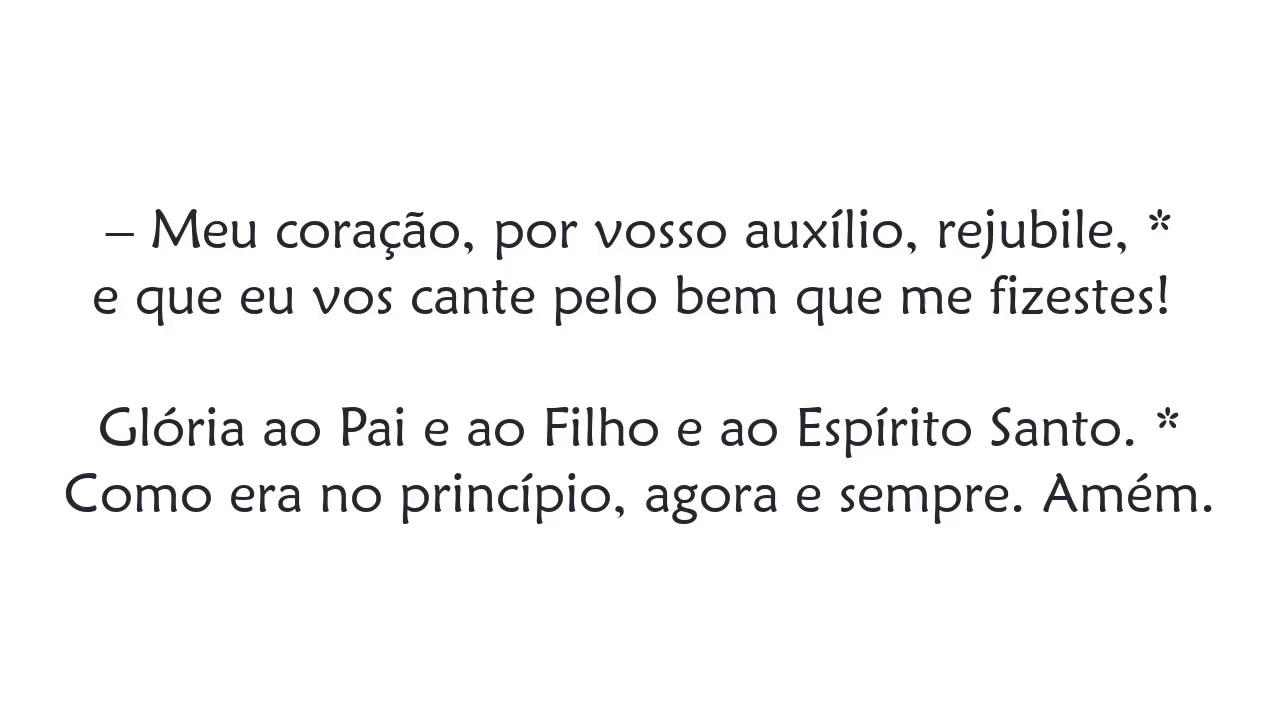 – Meu coração, por vosso auxílio, rejubile, *
e que eu vos cante pelo bem que me fizestes!
Glória ao Pai e ao Filho e ao Espírito Santo. *
Como era no princípio, agora e sempre. Amém.